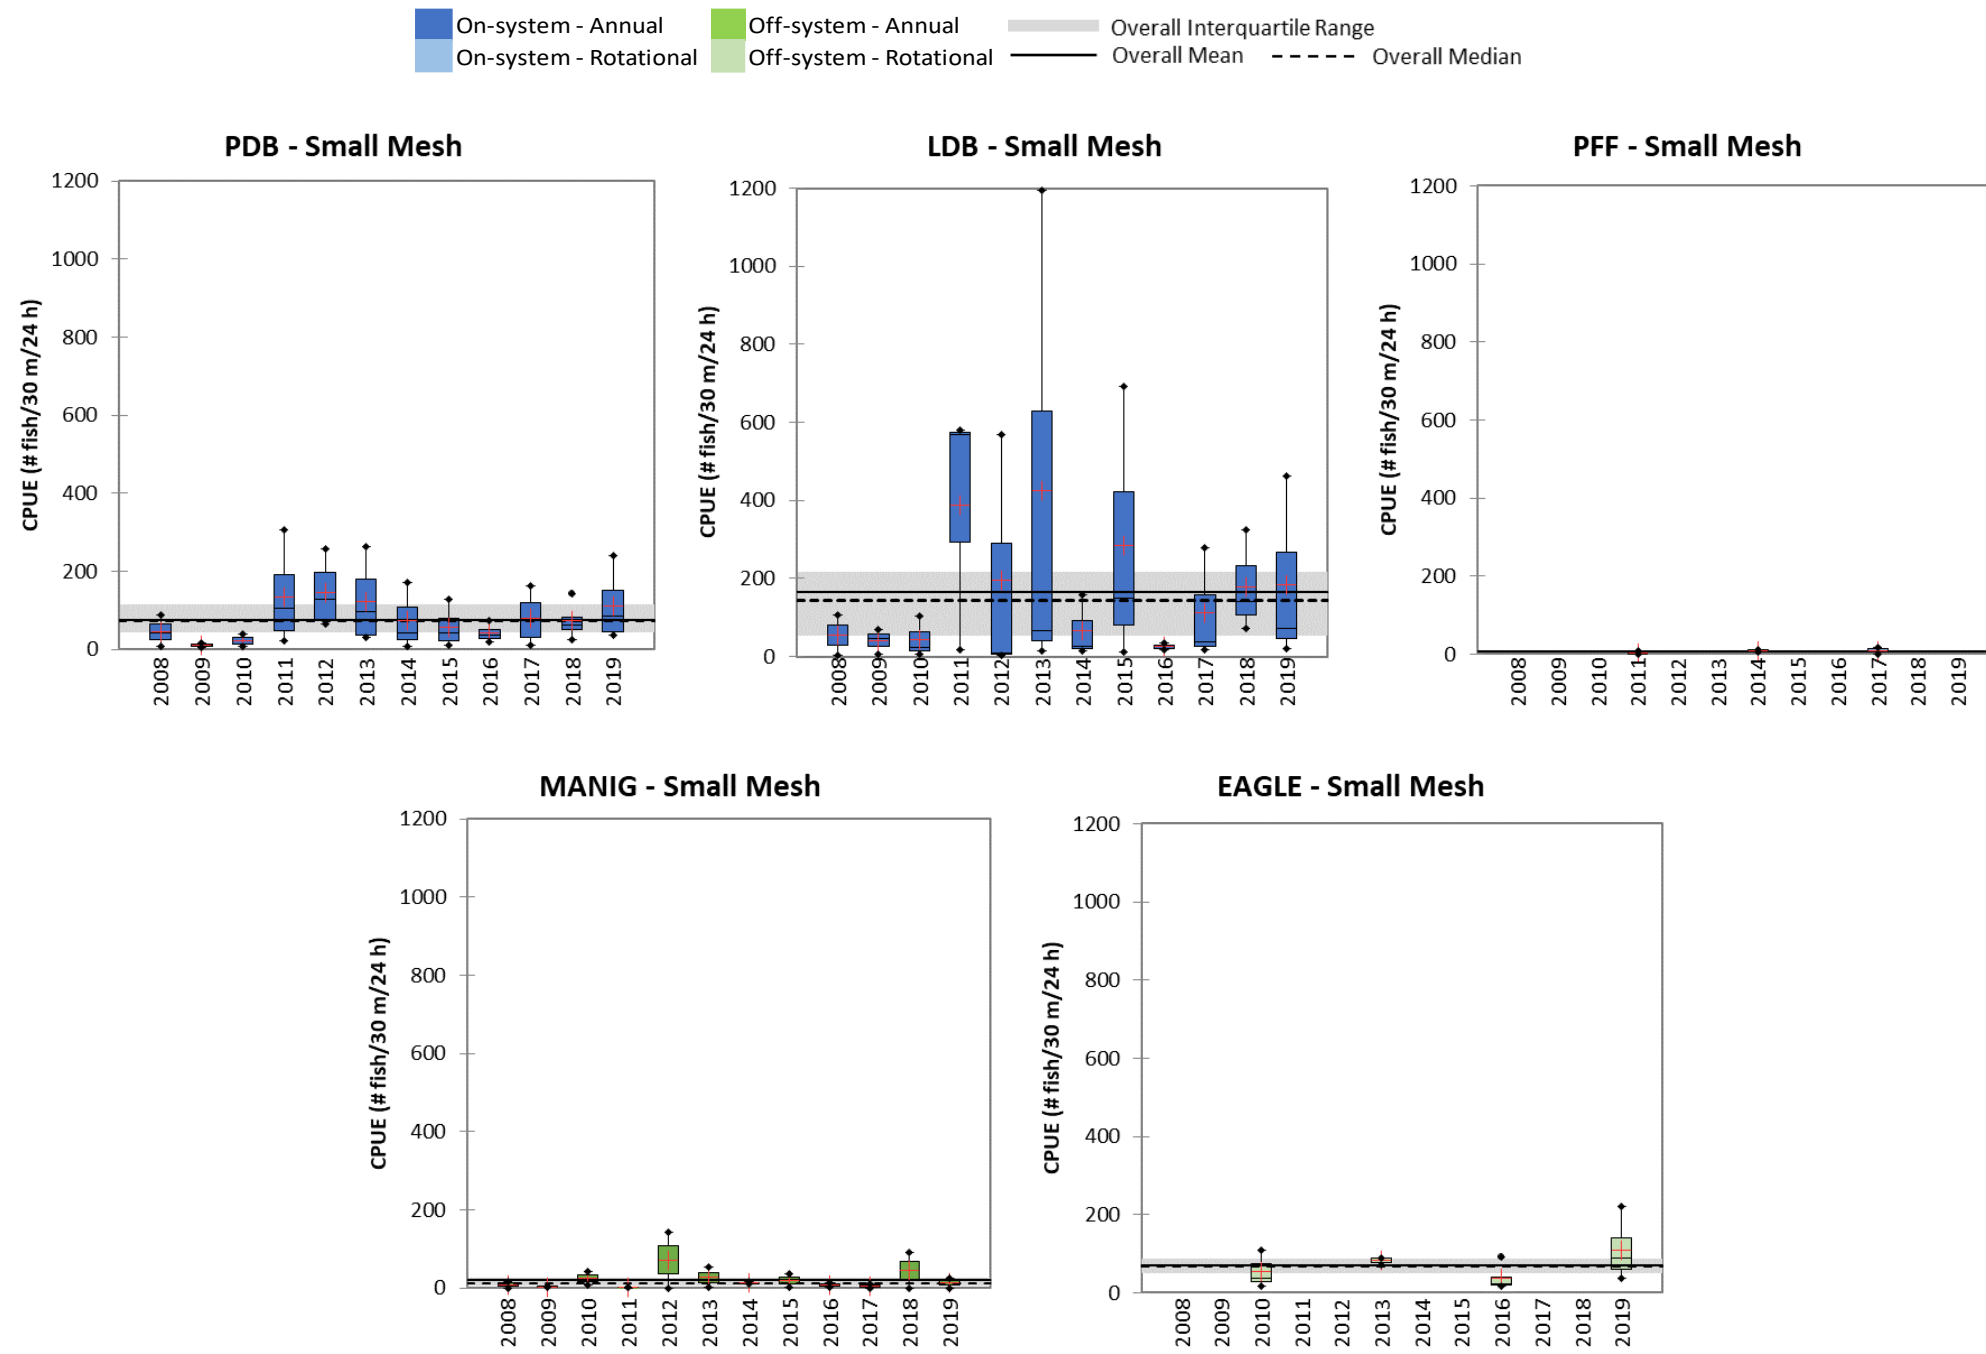 On-system - Annual Off-system - Annual Overall Interquartile Range
On-system - Rotational Off-system - Rotational Overall Mean Overall Median
PDB - Small Mesh
CPUE (# fish/30 m/24 h)
1200
1000
800
600
400
200
0
2008 2009 2010 2011 2012 2013 2014 2015 2016 2017 2018 2019
LDB - Small Mesh
CPUE (# fish/30 m/24 h)
1200
1000
800
600
400
200
0
2008 2009 2010 2011 2012 2013 2014 2015 2016 2017 2018 2019
PFF - Small Mesh
CPUE (# fish/30 m/24 h)
1200
1000
800
600
400
200
0
2008 2009 2010 2011 2012 2013 2014 2015 2016 2017 2018 2019
MANIG - Small Mesh
CPUE (# fish/30 m/24 h)
1200
1000
800
600
400
200
0
2008 2009 2010 2011 2012 2013 2014 2015 2016 2017 2018 2019
EAGLE - Small Mesh
CPUE (# fish/30 m/24 h)
1200
1000
800
600
400
200
0
2008 2009 2010 2011 2012 2013 2014 2015 2016 2017 2018 2019